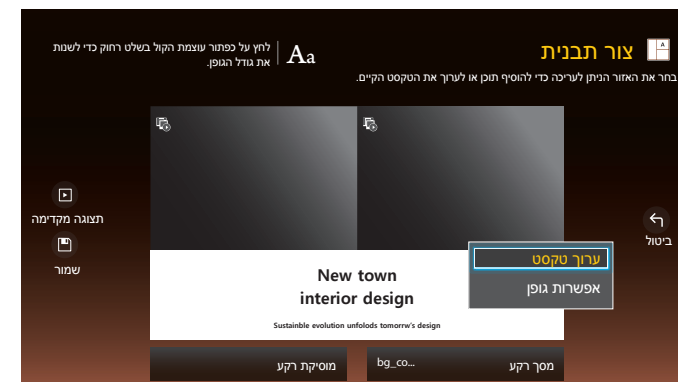 צור תבנית
בחר את האזור הניתן לעריכה כדי להוסיף תוכן או לערוך את הטקסט הקיים.
Aa
לחץ על כפתור עוצמת הקול בשלט רחוק כדי לשנות
את גודל הגופן.
ביטול
New town
interior design
Sustainble evolution unfolods tomorrw's design
ערוך טקסט
אפשרות גופן
תצוגה מקדימה
שמור
מסך רקע
bg_co...
מוסיקת רקע